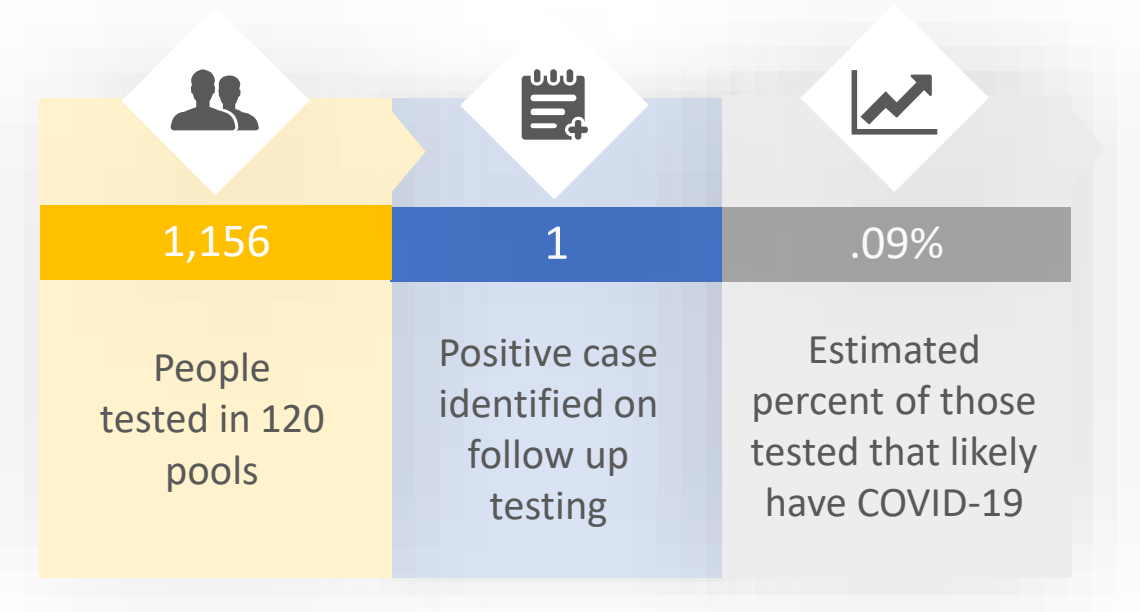 1,156
People
tested in 120
pools
1
Positive case
identified on
follow up
testing
.09%
Estimated
percent of those
tested that likely
have COVID-19